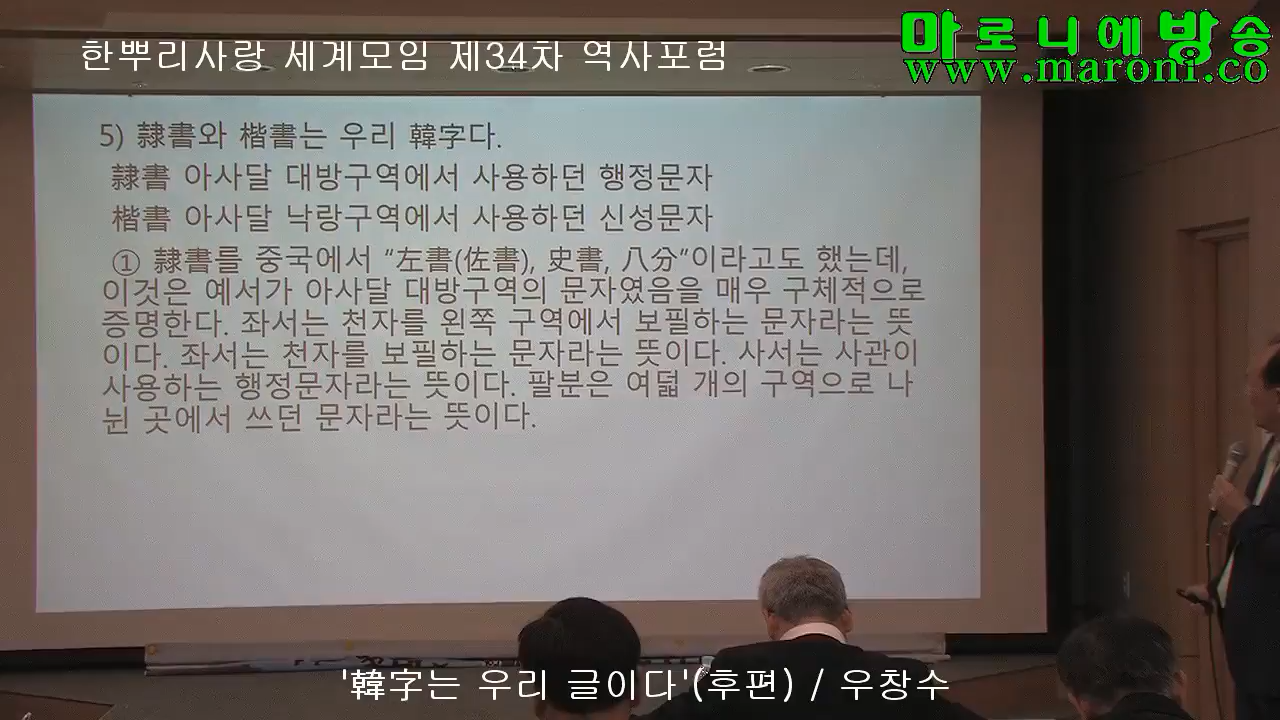 마로니에방송
www.maroni.co
한뿌리사랑 세계모임 제34차 역사포럼
5) 隸書와 楷書는 우리 韓字다.
隸書 아사달 대방구역에서 사용하던 행정문자
楷書 아사달 낙랑구역에서 사용하던 신성문자
① 隸書를 중국에서 “左書(佐書), 史書, 八分”이라고도 했는데,
이것은 예서가 아사달 대방구역의 문자였음을 매우 구체적으로
증명한다. 좌서는 천자를 왼쪽 구역에서 보필하는 문자라는 뜻
이다. 좌서는 천자를 보필하는 문자라는 뜻이다. 사서는 사관이
사용하는 행정문자라는 뜻이다. 팔분은 여덟 개의 구역으로 나
뉜 곳에서 쓰던 문자라는 뜻이다.
'韓字는 우리 글이다'(후편) / 우창수